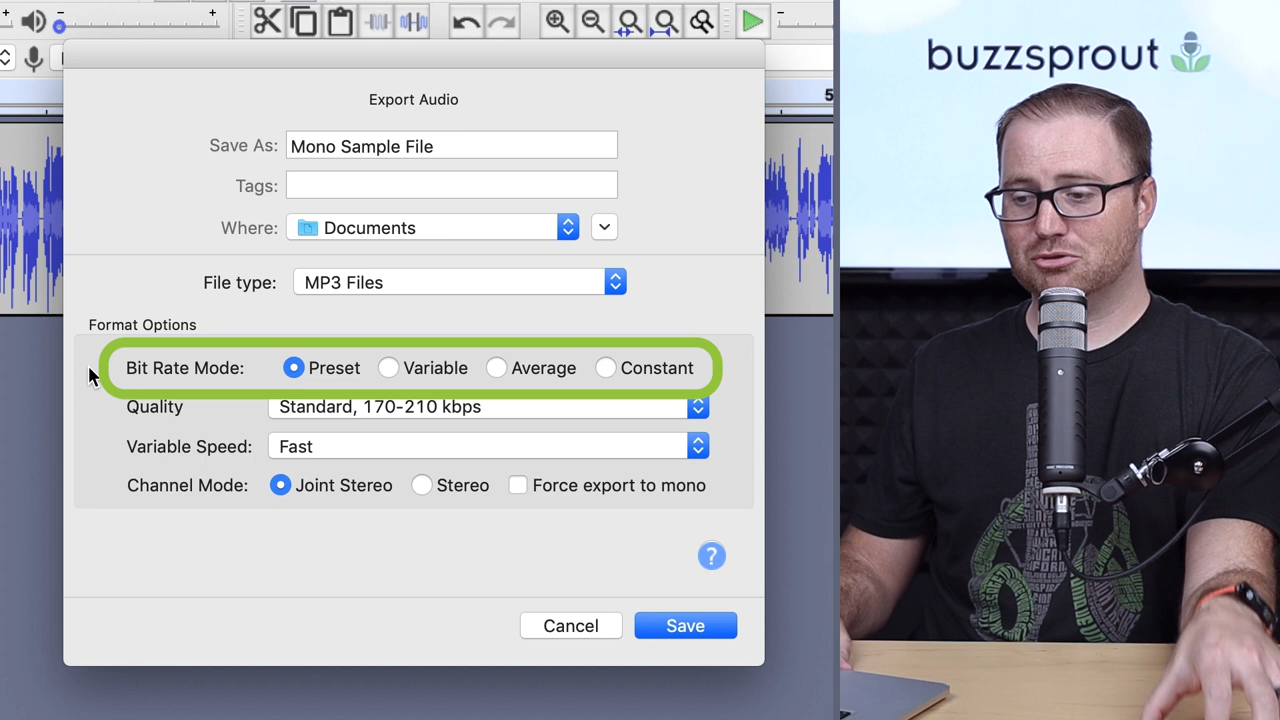 buzzsprout
5
Export Audio
Save As: Mono Sample File
Tags:
Where: Documents
File type: MP3 Files
Format Options
Bit Rate Mode: Preset Variable Average Constant
Quality Standard, 170-210 kbps
Variable Speed: Fast
Channel Mode: Joint Stereo Stereo Force export to mono
?
Cancel Save